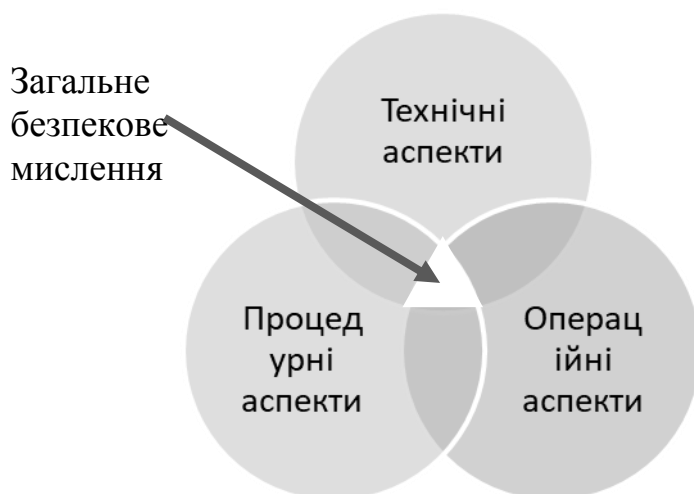 Загальне
безпекове
мислення
Технічні
аспекти
Процед
урні
аспекти
Операц
ійні
аспекти